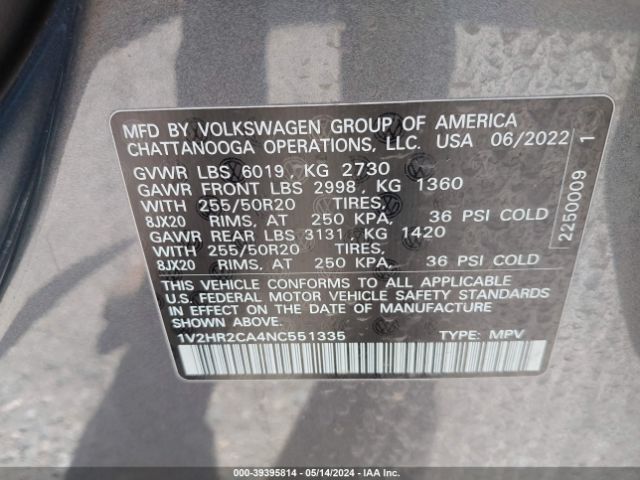 MFD BY VOLKSWAGEN GROUP OF AMERICA
CHATTANOOGA OPERATIONS, LLC. USA 06/2022
GVWR LBS 6019, KG 2730
GAWR FRONT LBS 2998, KG 1360
WITH 255/50R20 TIRES,
8JX20 RIMS, AT 250 KPA, 36 PSI COLD
GAWR REAR LBS 3131, KG 1420
WITH 255/50R20 TIRES,
8JX20 RIMS, AT 250 KPA, 36 PSI COLD
THIS VEHICLE CONFORMS TO ALL APPLICABLE
U.S. FEDERAL MOTOR VEHICLE SAFETY STANDARDS
IN EFFECT ON THE DATE OF MANUFACTURE
SHOWN ABOVE.
1V2HR2CA4NC551335 TYPE: MPV
2250009 1
000-39395814 - 05/14/2024 - IAA Inc.